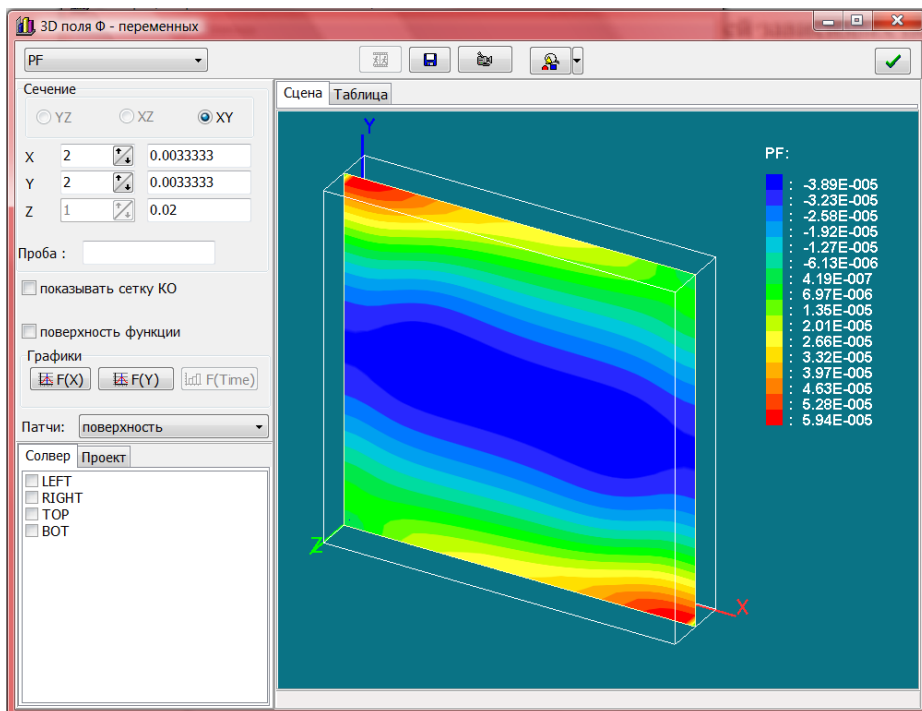 3D поля Ф - переменных
PF
Сечение
YZ XZ XY
X 2 0.0033333
Y 2 0.0033333
Z 1 0.02
Проба :
показывать сетку КО
поверхность функции
Графики
F(X) F(Y) F(Time)
Патчи: поверхность
Солвер Проект
LEFT
RIGHT
TOP
BOT
Сцена Таблица
Y
Z
X
PF:
: -3.89E-005
: -3.23E-005
: -2.58E-005
: -1.92E-005
: -1.27E-005
: -6.13E-006
: 4.19E-007
: 6.97E-006
: 1.35E-005
: 2.01E-005
: 2.66E-005
: 3.32E-005
: 3.97E-005
: 4.63E-005
: 5.28E-005
: 5.94E-005